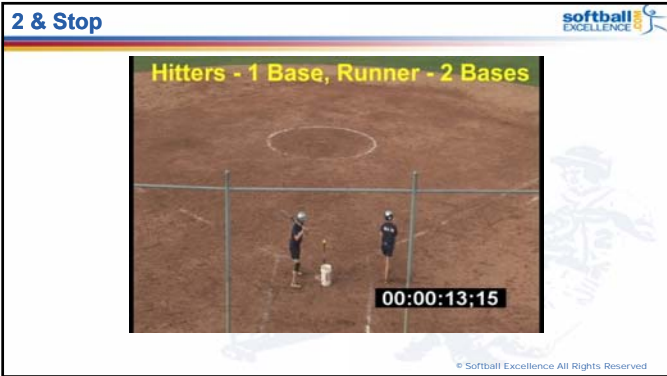 2 & Stop
softball
EXCELLENCE
.COM
Hitters - 1 Base, Runner - 2 Bases
00:00:13;15
© Softball Excellence All Rights Reserved